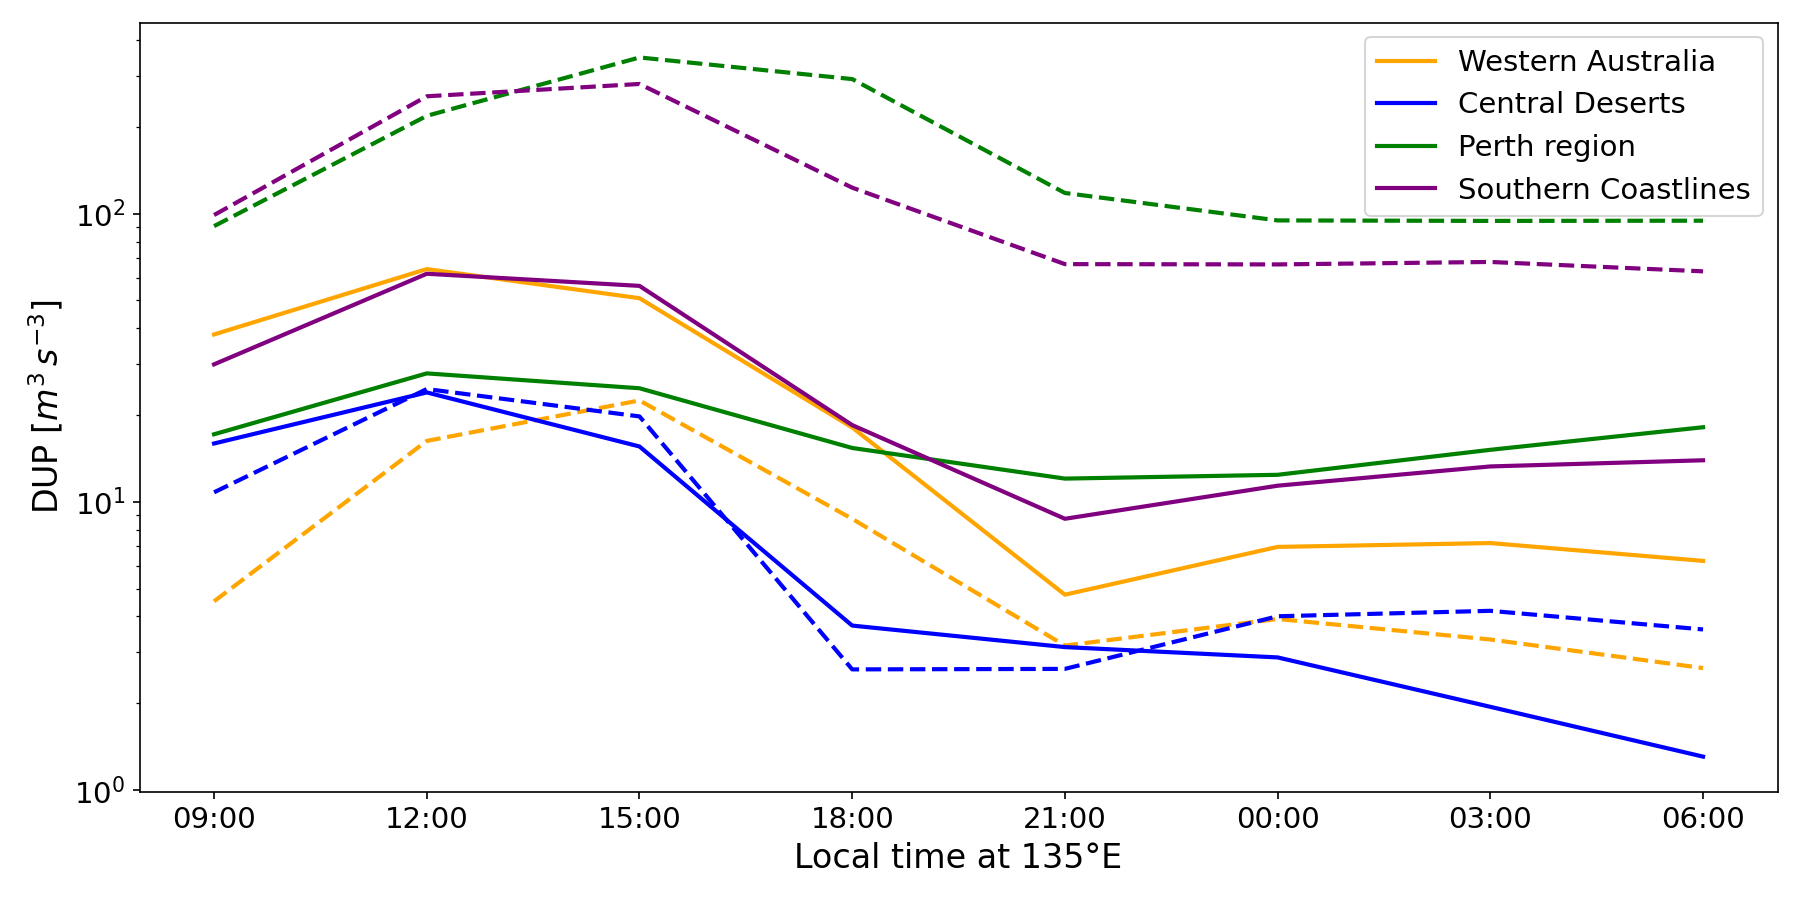 Western Australia
Central Deserts
Perth region
Southern Coastlines
DUP [m³ s⁻³]
10²
10¹
10⁰
09:00 12:00 15:00 18:00 21:00 00:00 03:00 06:00
Local time at 135°E